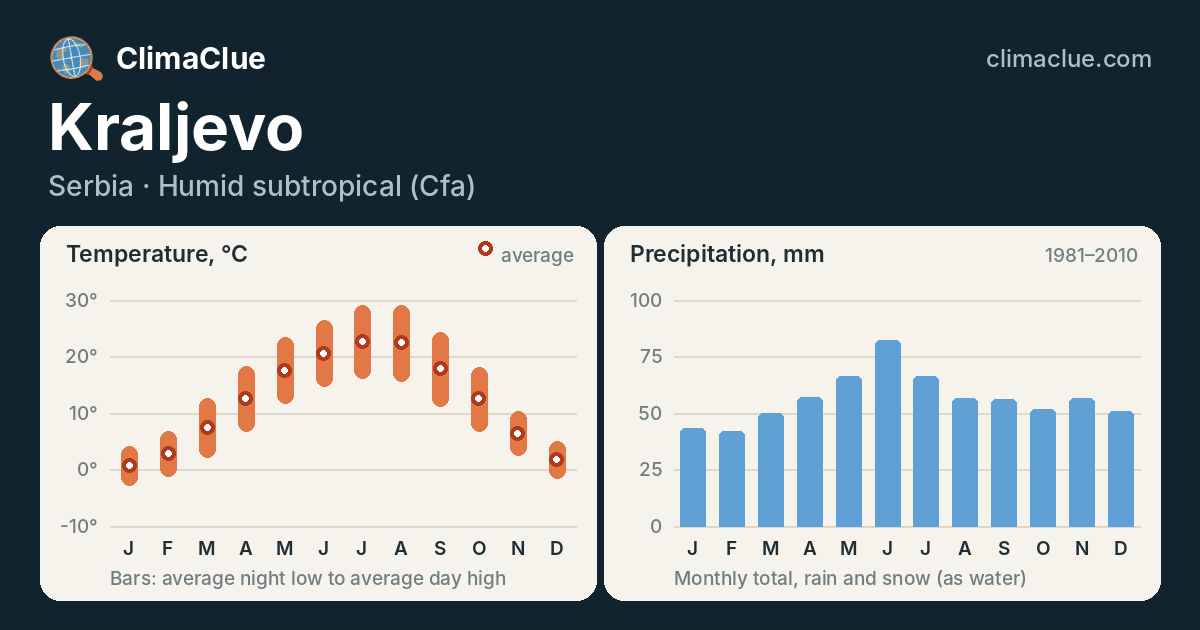 ClimaClue
climaclue.com
Kraljevo
Serbia · Humid subtropical (Cfa)
Temperature, °C
average
30°
20°
10°
0°
-10°
J F M A M J J A S O N D
Bars: average night low to average day high
Precipitation, mm
1981–2010
100
75
50
25
0
J F M A M J J A S O N D
Monthly total, rain and snow (as water)